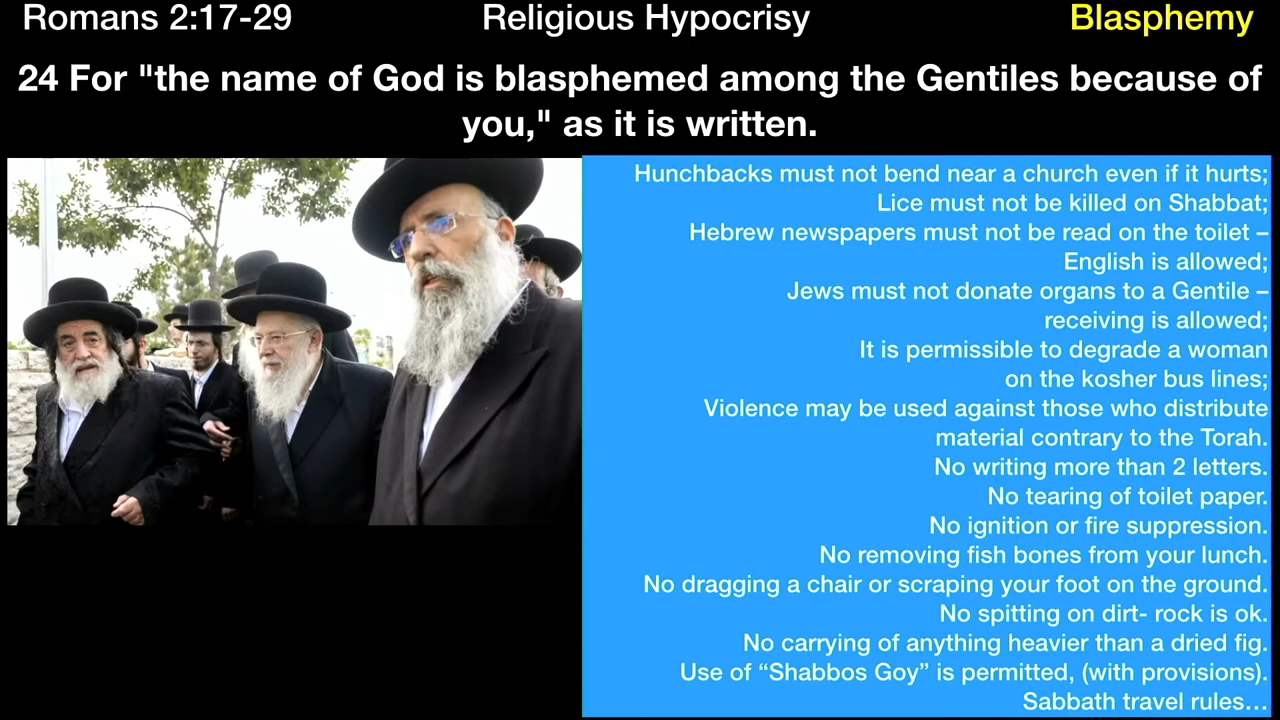 Romans 2:17-29
Religious Hypocrisy
Blasphemy
24 For "the name of God is blasphemed among the Gentiles because of
you," as it is written.
Hunchbacks must not bend near a church even if it hurts;
Lice must not be killed on Shabbat;
Hebrew newspapers must not be read on the toilet –
English is allowed;
Jews must not donate organs to a Gentile –
receiving is allowed;
It is permissible to degrade a woman
on the kosher bus lines;
Violence may be used against those who distribute
material contrary to the Torah.
No writing more than 2 letters.
No tearing of toilet paper.
No ignition or fire suppression.
No removing fish bones from your lunch.
No dragging a chair or scraping your foot on the ground.
No spitting on dirt- rock is ok.
No carrying of anything heavier than a dried fig.
Use of “Shabbos Goy” is permitted, (with provisions).
Sabbath travel rules…